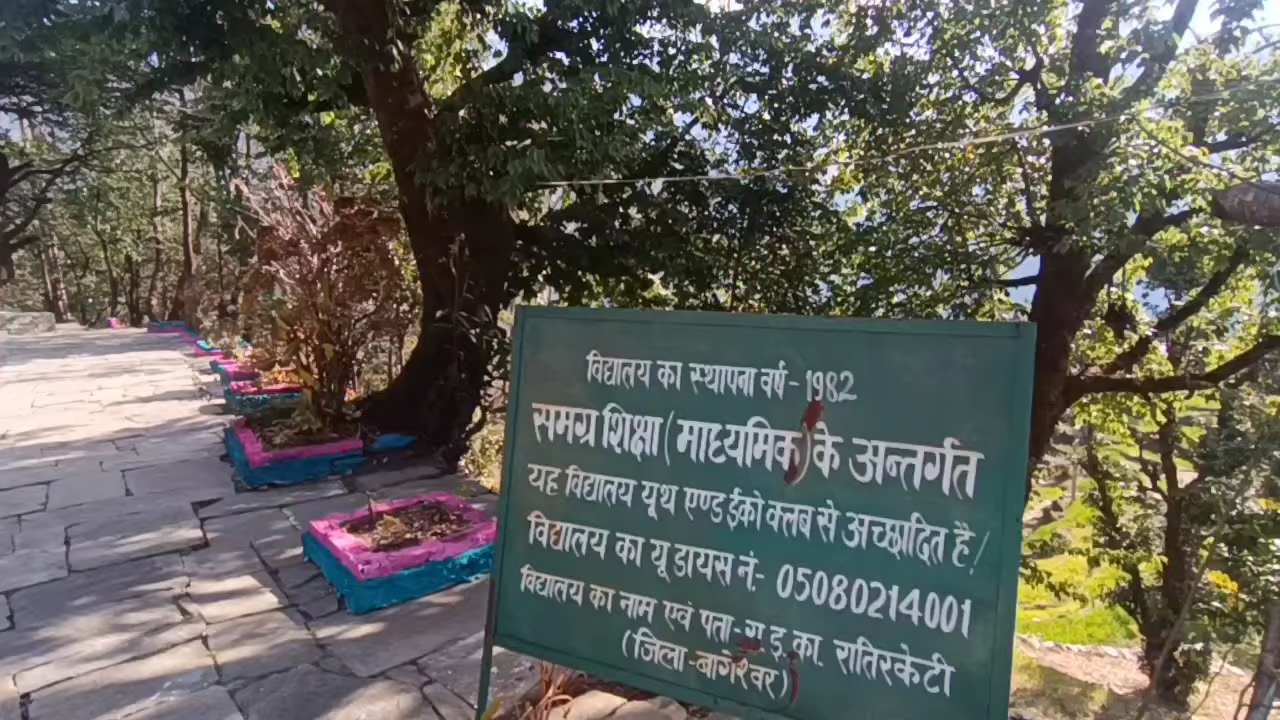 विद्यालय का स्थापना वर्ष - 1982
समग्र शिक्षा (माध्यमिक) के अन्तर्गत
यह विद्यालय यूथ एण्ड ईको क्लब से अच्छादित है/
विद्यालय का यू डायस नं.- 05080214001
विद्यालय का नाम एवं पता - रा.इ.का. रातिरकेटी
(जिला-बागेश्वर)